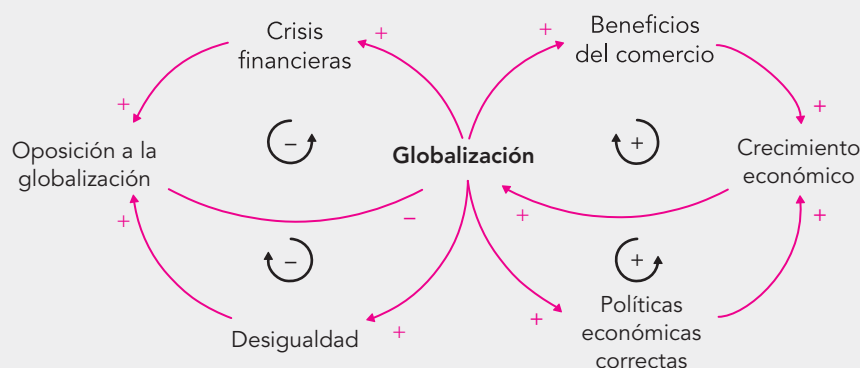 Crisis
financieras
Beneficios
del comercio
+
+
+
+
Oposición a la
globalización
–
Globalización
+
Crecimiento
económico
+
–
+
+
–
+
Desigualdad
+
+
Políticas
económicas
correctas